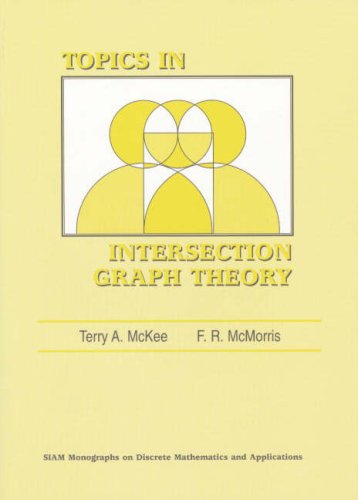 TOPICS IN
INTERSECTION
GRAPH THEORY
Terry A. McKee F. R. McMorris
SIAM Monographs on Discrete Mathematics and Applications